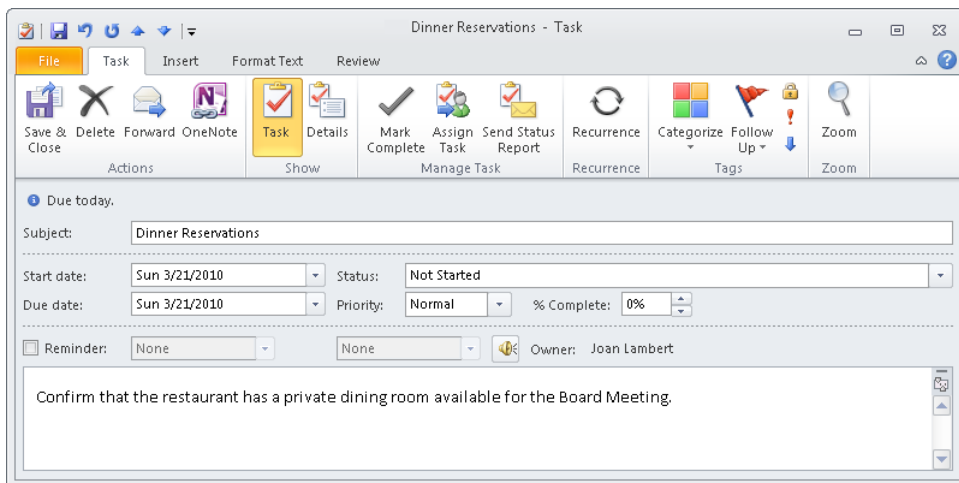 Dinner Reservations - Task
File Task Insert Format Text Review
Save & Close Delete Forward OneNote Task Details Mark Complete Assign Task Send Status Report Recurrence Categorize Follow Up Zoom
Actions Show Manage Task Recurrence Tags Zoom
Due today.
Subject: Dinner Reservations
Start date: Sun 3/21/2010 Status: Not Started
Due date: Sun 3/21/2010 Priority: Normal % Complete: 0%
Reminder: None None Owner: Joan Lambert
Confirm that the restaurant has a private dining room available for the Board Meeting.